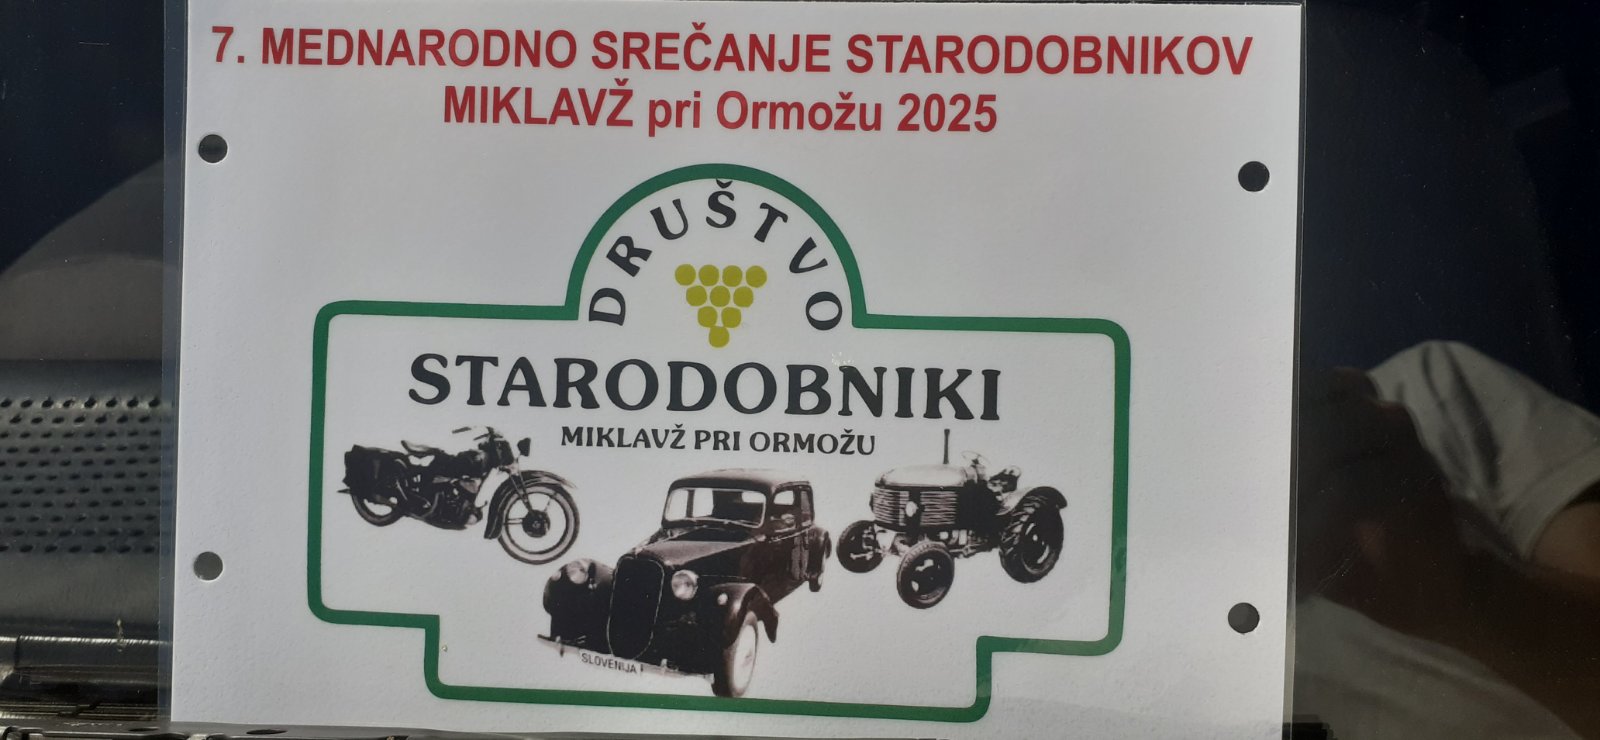 7. MEDNARODNO SREČANJE STARODOBNIKOV
MIKLAVŽ pri Ormožu 2025
DRUŠTVO
STARODOBNIKI
MIKLAVŽ PRI ORMOŽU
SLOVENIJA